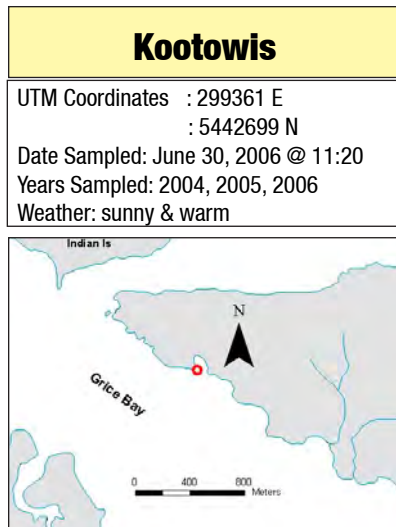 Kootowis
UTM Coordinates : 299361 E
: 5442699 N
Date Sampled: June 30, 2006 @ 11:20
Years Sampled: 2004, 2005, 2006
Weather: sunny & warm
Indian Is
N
Grice Bay
0 400 800
Meters